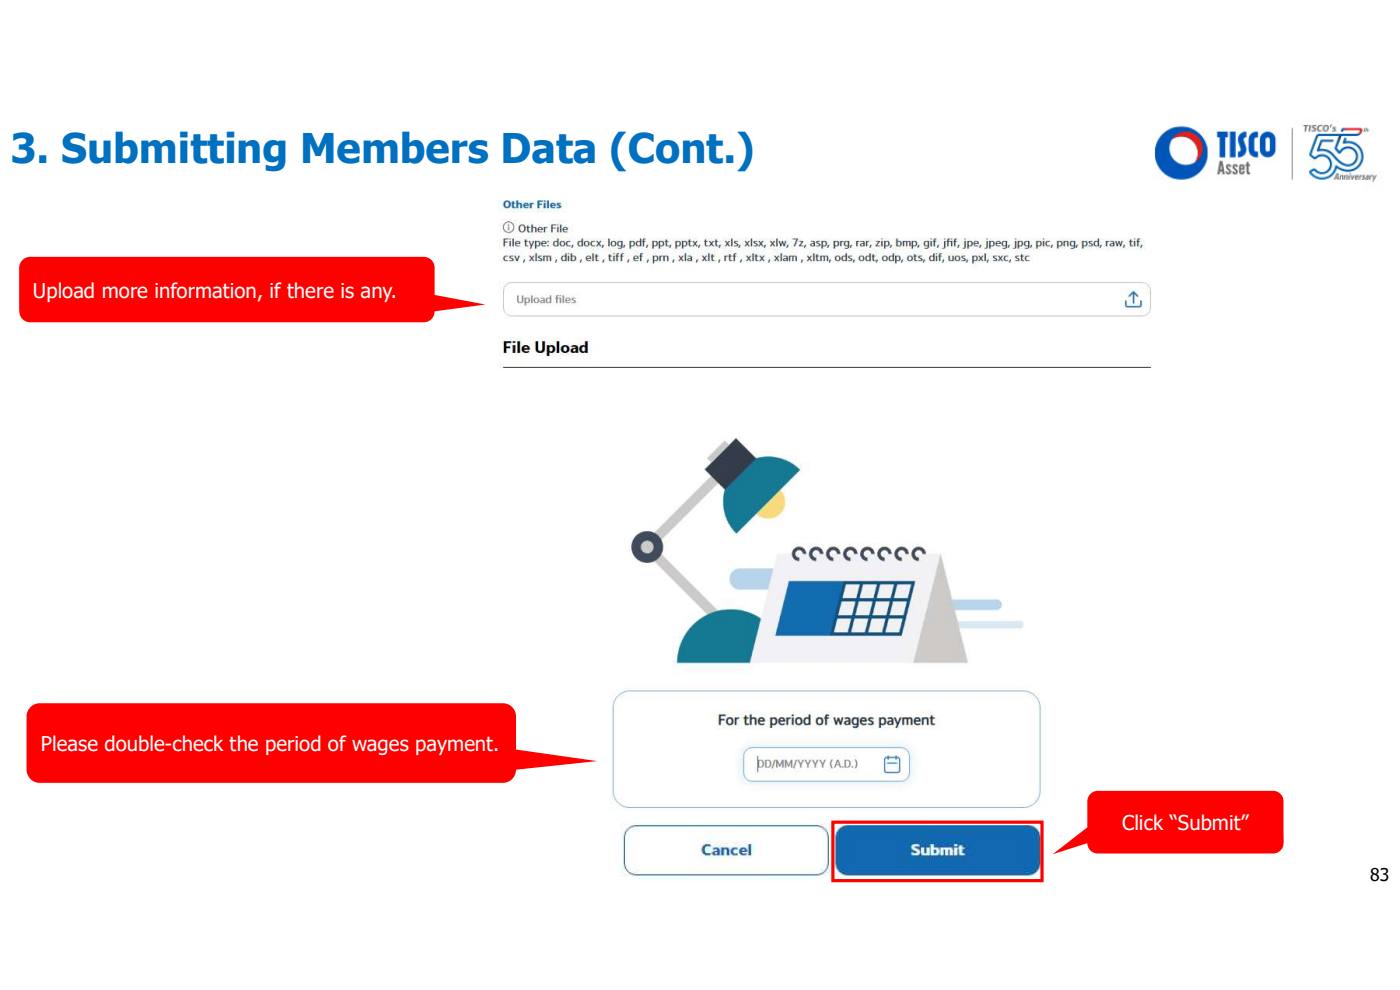 3. Submitting Members Data (Cont.)
TISCO
Asset
TISCO's
55th
Anniversary
Other Files
Other File
File type: doc, docx, log, pdf, ppt, pptx, txt, xls, xlsx, xlw, 7z, asp, prg, rar, zip, bmp, gif, jfif, jpe, jpeg, jpg, pic, png, psd, raw, tif,
csv , xlsm , dib , elt , tiff , ef , prn , xla , xlt , rtf , xltx , xlam , xltm, ods, odt, odp, ots, dif, uos, pxl, sxc, stc
Upload more information, if there is any.
Upload files
File Upload
For the period of wages payment
Please double-check the period of wages payment.
DD/MM/YYYY (A.D.)
Click “Submit”
Cancel
Submit
83